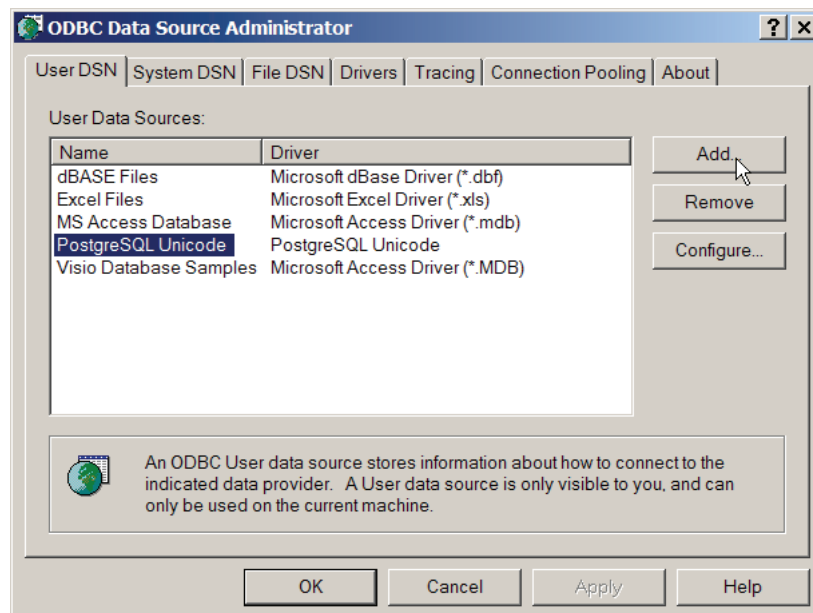 ODBC Data Source Administrator
User DSN System DSN File DSN Drivers Tracing Connection Pooling About
User Data Sources:
Name Driver
dBASE Files Microsoft dBase Driver (*.dbf)
Excel Files Microsoft Excel Driver (*.xls)
MS Access Database Microsoft Access Driver (*.mdb)
PostgreSQL Unicode PostgreSQL Unicode
Visio Database Samples Microsoft Access Driver (*.MDB)
Add...
Remove
Configure...
An ODBC User data source stores information about how to connect to the
indicated data provider. A User data source is only visible to you, and can
only be used on the current machine.
OK Cancel Apply Help